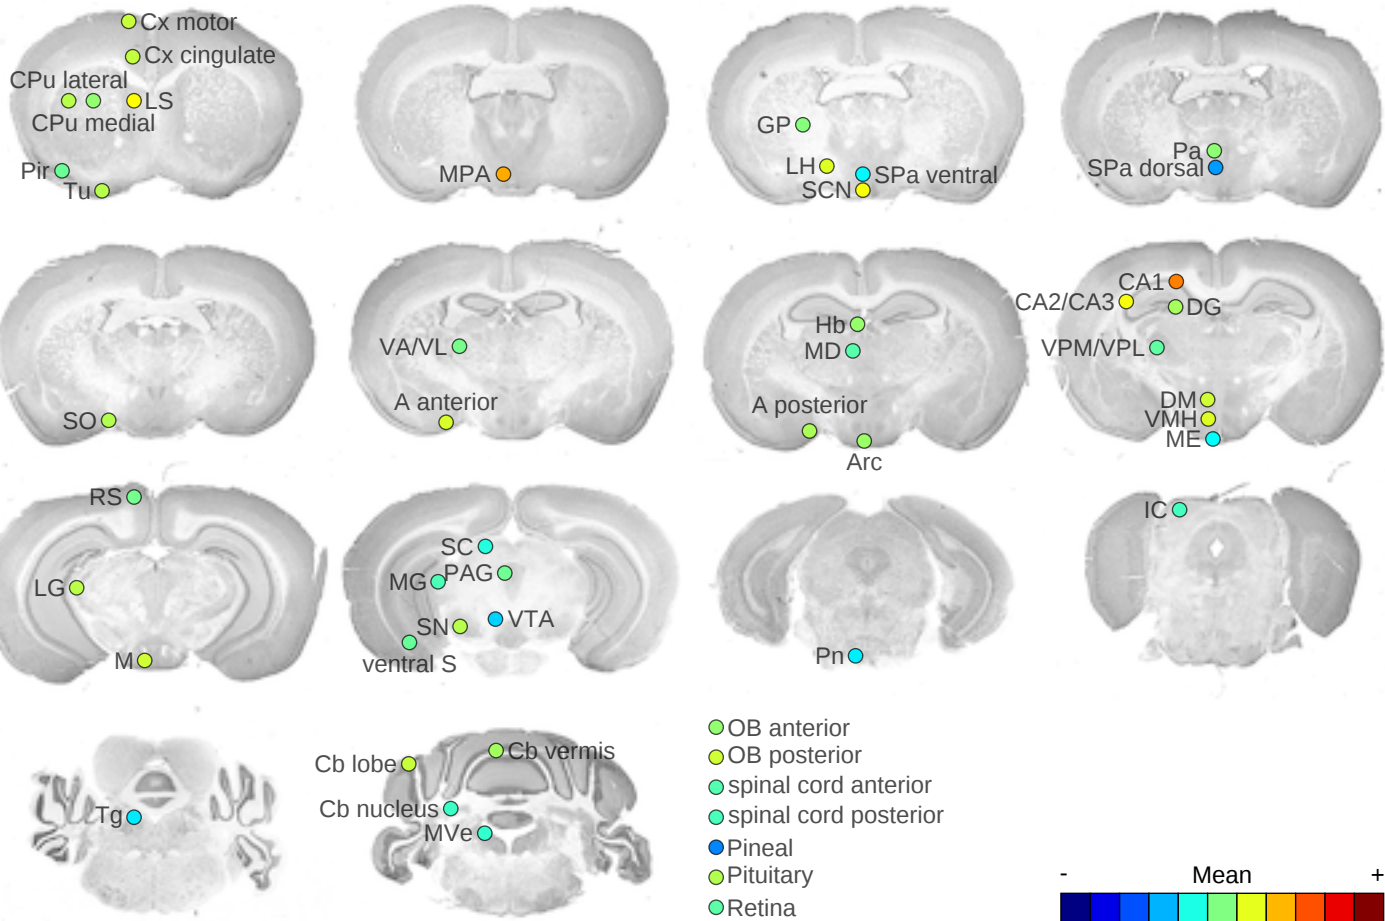 Cx motor
Cx cingulate
CPu lateral
LS
CPu medial
Pir
Tu
MPA
GP
LH
SPa ventral
SCN
Pa
SPa dorsal
SO
VA/VL
A anterior
Hb
MD
A posterior
Arc
CA1
CA2/CA3
DG
VPM/VPL
DM
VMH
ME
RS
LG
M
SC
PAG
MG
VTA
SN
ventral S
Pn
IC
Tg
Cb vermis
Cb lobe
Cb nucleus
MVe
OB anterior
OB posterior
spinal cord anterior
spinal cord posterior
Pineal
Pituitary
Retina
- Mean +